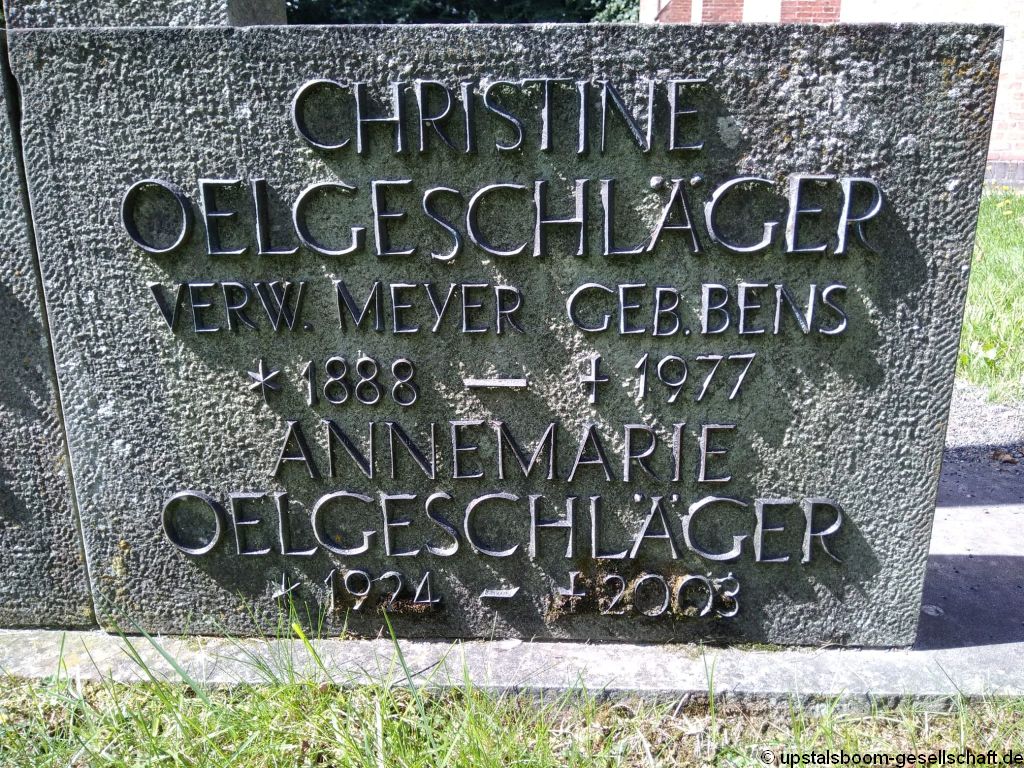 CHRISTINE
OELGESCHLÄGER
VERW. MEYER GEB. BENS
* 1888 — † 1977
ANNEMARIE
OELGESCHLÄGER
* 1924 - † 2003
© upstalsboom-gesellschaft.de